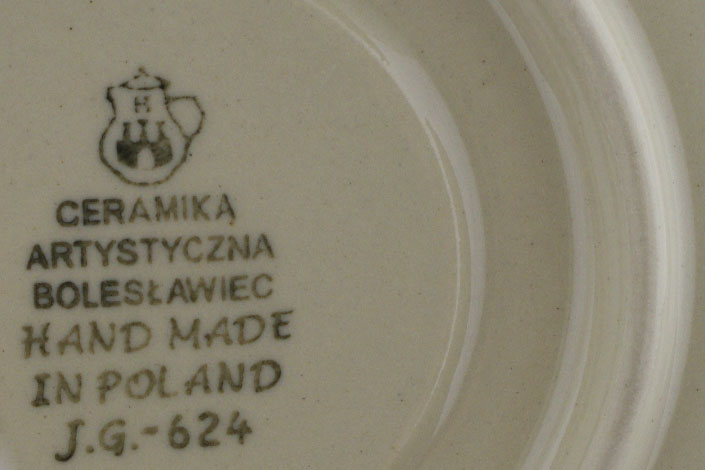 H
CERAMIKA
ARTYSTYCZNA
BOLESŁAWIEC
HAND MADE
IN POLAND
J.G.-624